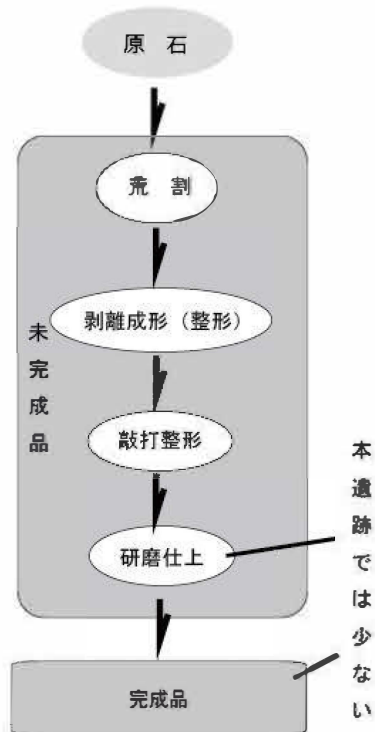 原石
荒割
剥離成形（整形）
未完成品
敲打整形
研磨仕上
本遺跡では少ない
完成品